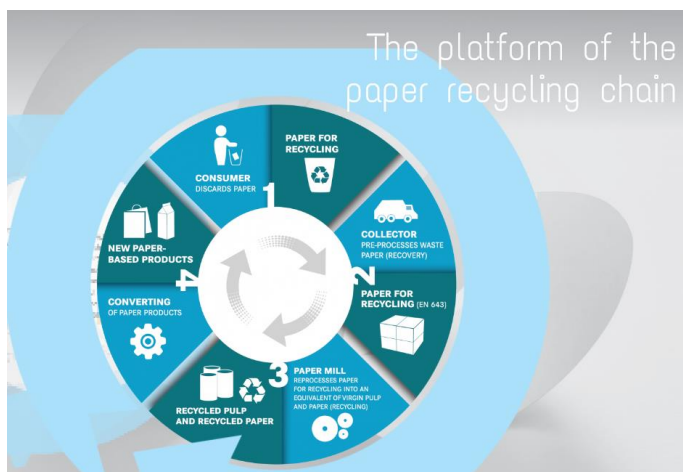 The platform of the
paper recycling chain
1
CONSUMER
DISCARDS PAPER
PAPER FOR
RECYCLING
2
COLLECTOR
PRE-PROCESSES WASTE
PAPER (RECOVERY)
PAPER FOR
RECYCLING (EN 643)
3
PAPER MILL
REPROCESSES PAPER
FOR RECYCLING INTO AN
EQUIVALENT OF VIRGIN PULP
AND PAPER (RECYCLING)
RECYCLED PULP
AND RECYCLED PAPER
4
CONVERTING
OF PAPER PRODUCTS
NEW PAPER-
BASED PRODUCTS